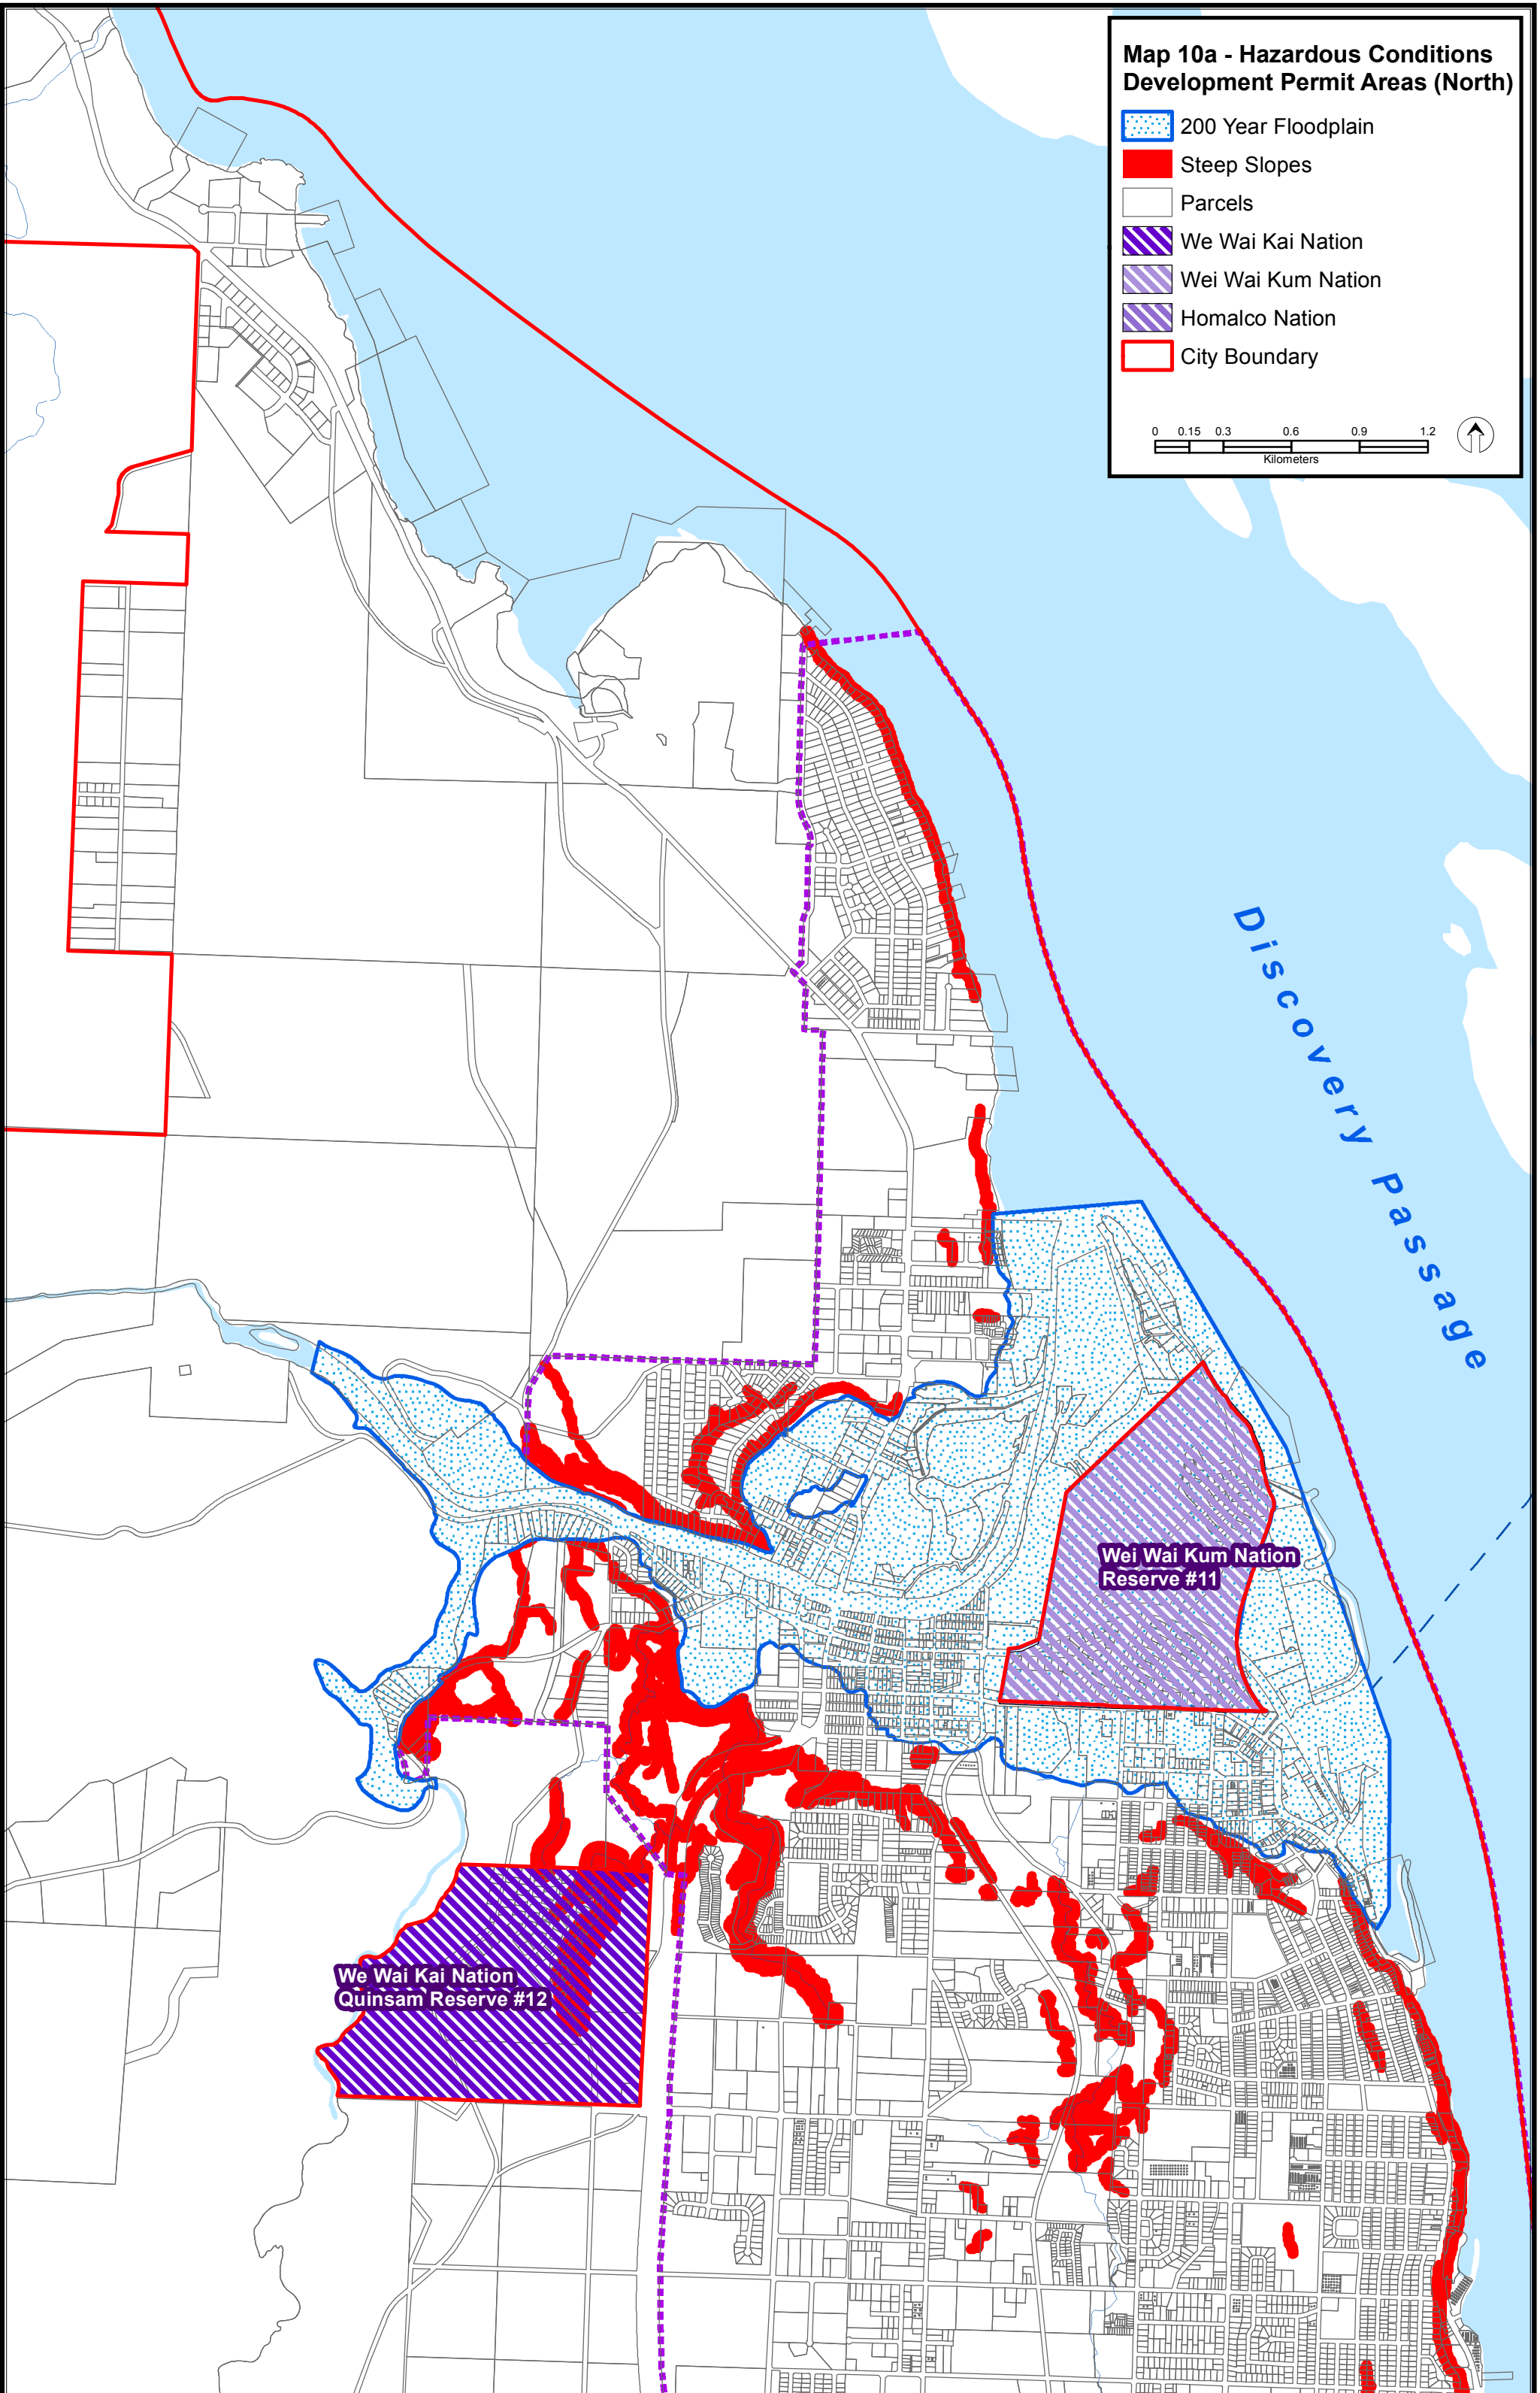 Map 10a - Hazardous Conditions
Development Permit Areas (North)
200 Year Floodplain
Steep Slopes
Parcels
We Wai Kai Nation
Wei Wai Kum Nation
Homalco Nation
City Boundary
0 0.15 0.3 0.6 0.9 1.2
Kilometers
Discovery Passage
Wei Wai Kum Nation
Reserve #11
We Wai Kai Nation
Quinsam Reserve #12